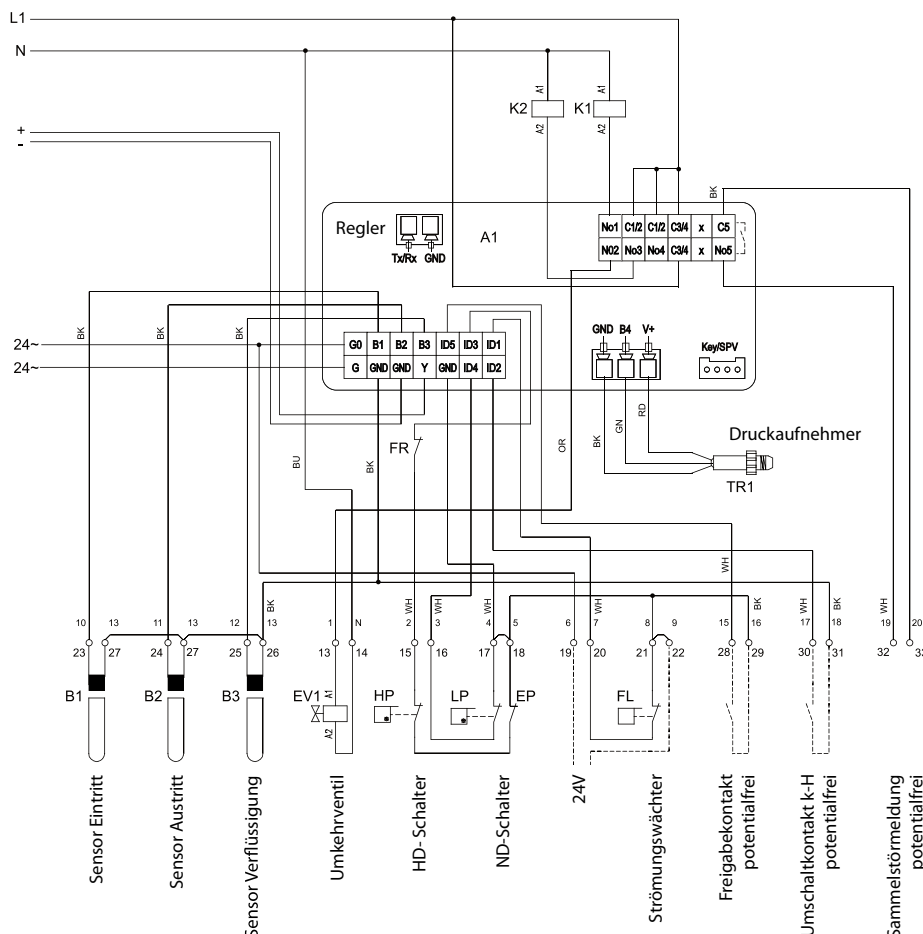 L1
N
A1
A1
K2
K1
A2
A2
+
-
BK
Regler
A1
No1 C1/2 C1/2 C3/4 x C5
N02 No3 No4 C3/4 x No5
Tx/Rx GND
BK
BK
BK
24~
24~
G0 B1 B2 B3 ID5 ID3 ID1
G GND GND Y GND ID4 ID2
GND B4 V+
Key/SPV
FR
BU
BK
OR
BK
GN
RD
Druckaufnehmer
TR1
WH
BK
WH
WH
WH
WH
BK
WH
BK
WH
10 13 11 13 12 13 1 N 2 3 4 5 6 7 8 9 15 16 17 18 19 20
23 27 24 27 25 26 13 14 15 16 17 18 19 20 21 22 28 29 30 31 32 33
B1
B2
B3
EV1
A1
A2
HP
LP
EP
FL
Sensor Eintritt
Sensor Austritt
Sensor Verflüssigung
Umkehrventil
HD- Schalter
ND-Schalter
24V
Strömungswächter
Freigabekontakt
potentialfrei
Umschaltkontakt k-H
potentialfrei
Sammelstörmeldung
potentialfrei